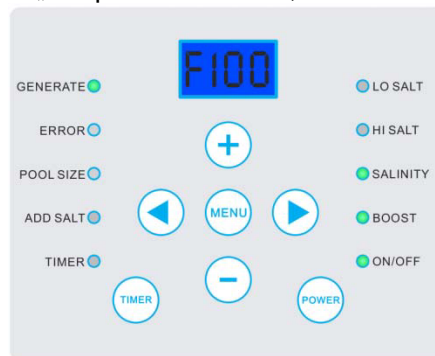 F100
GENERATE
LO SALT
ERROR
HI SALT
+
POOL SIZE
SALINITY
MENU
ADD SALT
BOOST
TIMER
ON/OFF
−
TIMER
POWER